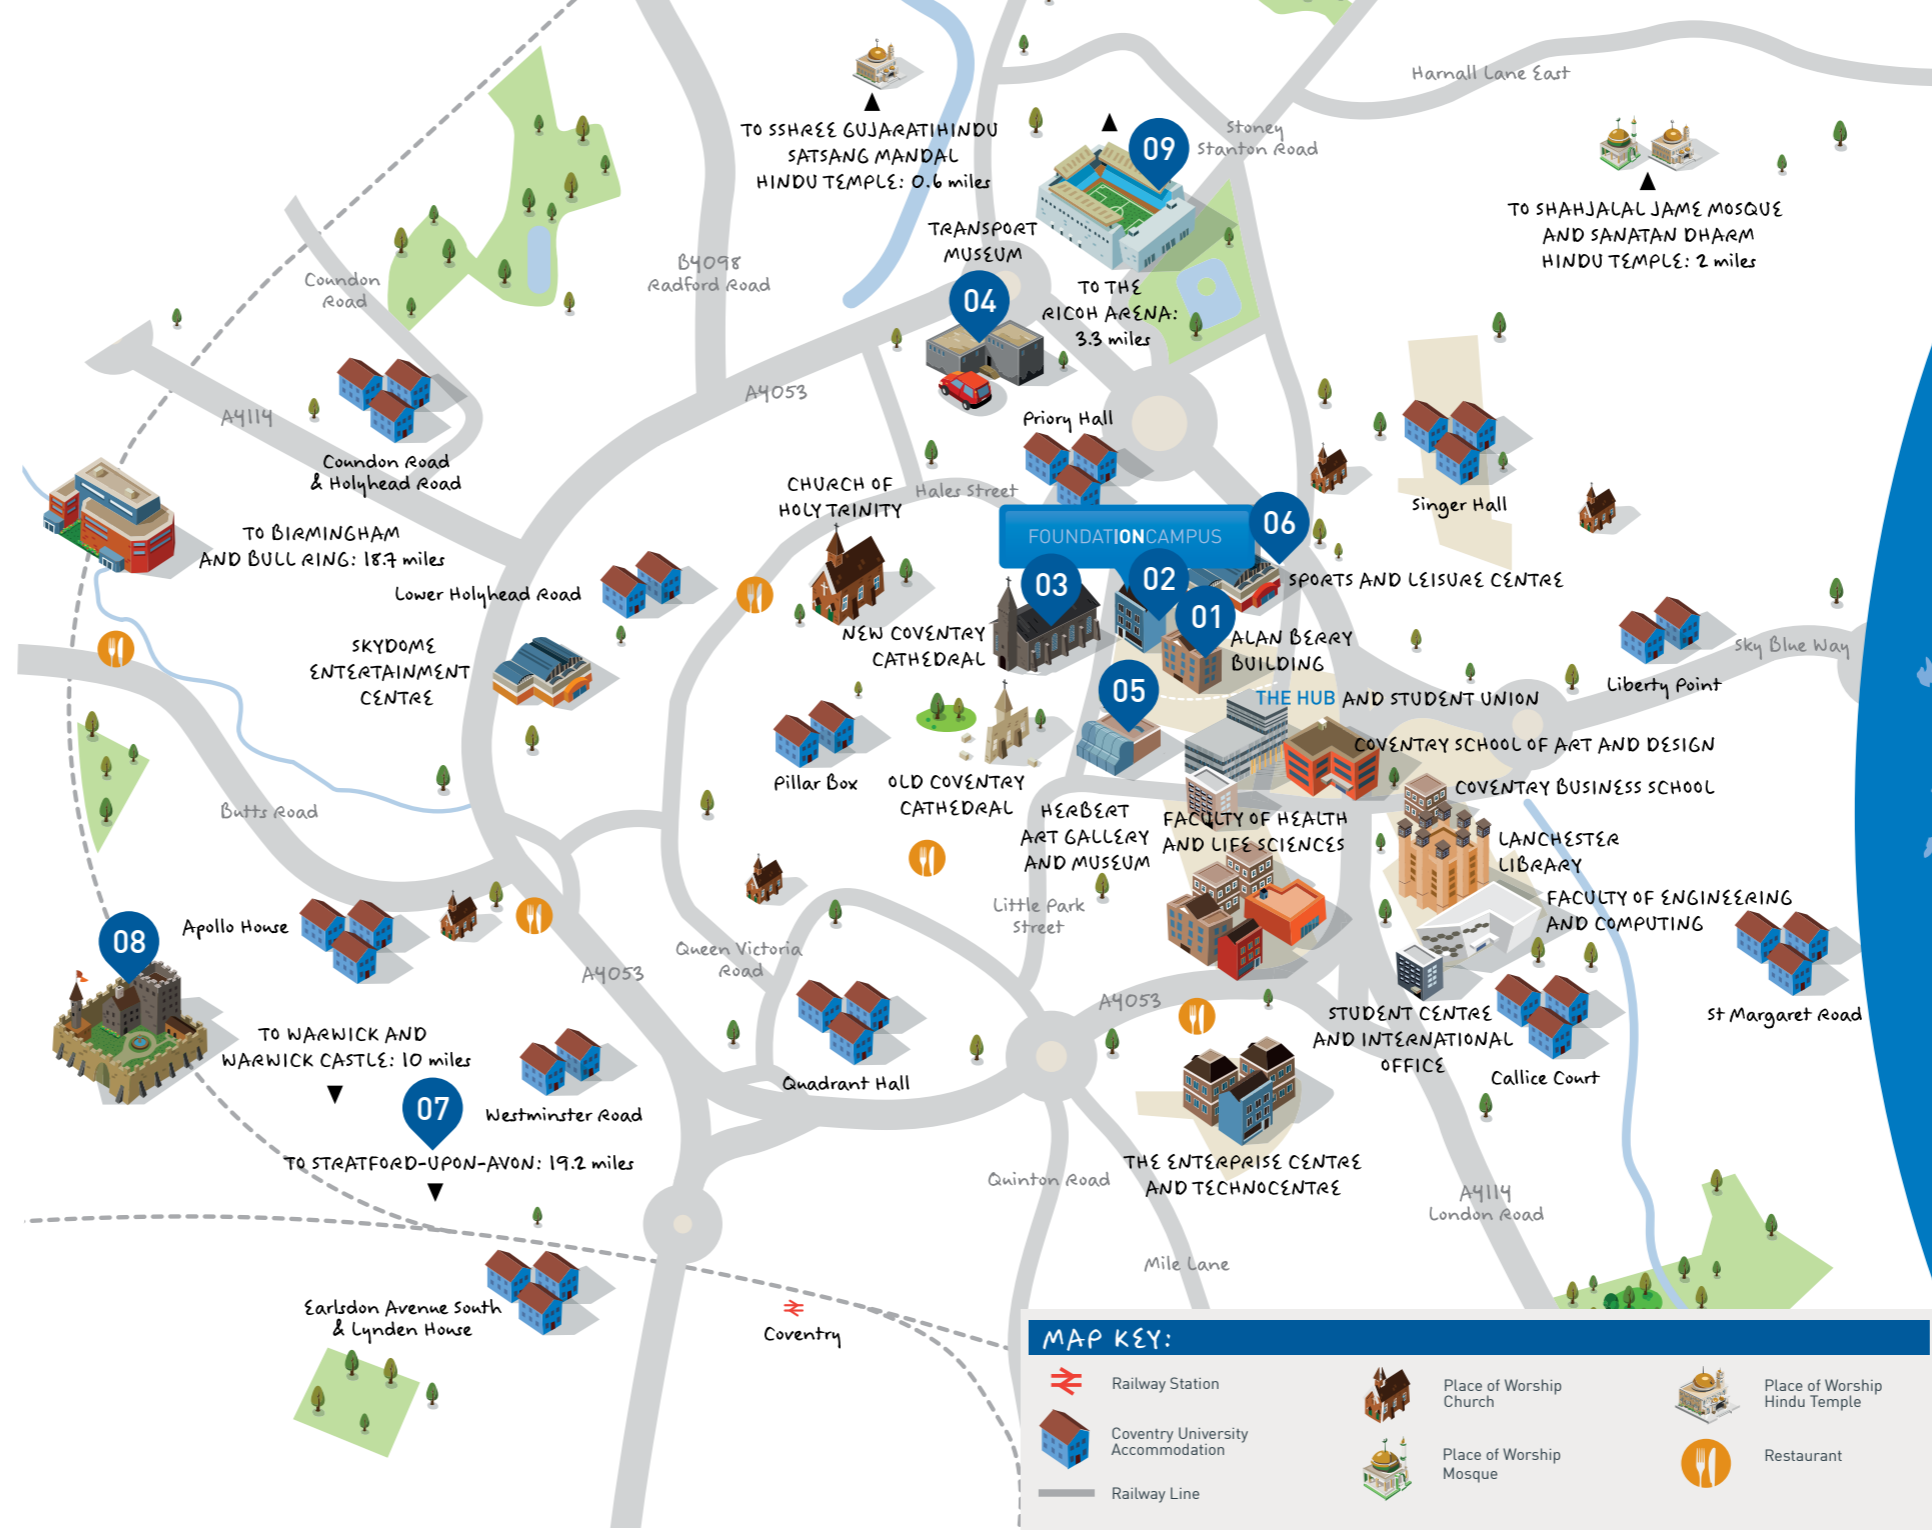 Harnall Lane East
Stoney
Stanton Road
TO SSHREE GUJARATIHINDU
SATSANG MANDAL
HINDU TEMPLE: 0.6 miles
09
TO SHAHJALAL JAME MOSQUE
AND SANATAN DHARM
HINDU TEMPLE: 2 miles
TRANSPORT
MUSEUM
04
TO THE
RICOH ARENA:
3.3 miles
Coundon
Road
B4098
Radford Road
A4053
A4114
Coundon Road
& Holyhead Road
Priory Hall
Hales Street
CHURCH OF
HOLY TRINITY
Singer Hall
TO BIRMINGHAM
AND BULL RING: 18.7 miles
FOUNDATIONCAMPUS
06
03
02
01
SPORTS AND LEISURE CENTRE
Lower Holyhead Road
NEW COVENTRY
CATHEDRAL
ALAN BERRY
BUILDING
SKYDOME
ENTERTAINMENT
CENTRE
Sky Blue Way
Liberty Point
05
THE HUB AND STUDENT UNION
COVENTRY SCHOOL OF ART AND DESIGN
COVENTRY BUSINESS SCHOOL
Pillar Box
OLD COVENTRY
CATHEDRAL
HERBERT
ART GALLERY
AND MUSEUM
FACULTY OF HEALTH
AND LIFE SCIENCES
LANCHESTER
LIBRARY
Butts Road
FACULTY OF ENGINEERING
AND COMPUTING
Little Park
Street
Apollo House
08
Queen Victoria
Road
A4053
A4053
STUDENT CENTRE
AND INTERNATIONAL
OFFICE
St Margaret Road
TO WARWICK AND
WARWICK CASTLE: 10 miles
Quadrant Hall
Callice Court
07
Westminster Road
TO STRATFORD-UPON-AVON: 19.2 miles
THE ENTERPRISE CENTRE
AND TECHNOCENTRE
Quinton Road
A4114
London Road
Mile Lane
Earlsdon Avenue South
& Lynden House
Coventry
MAP KEY:
Railway Station
Coventry University
Accommodation
Railway Line
Place of Worship
Church
Place of Worship
Mosque
Place of Worship
Hindu Temple
Restaurant